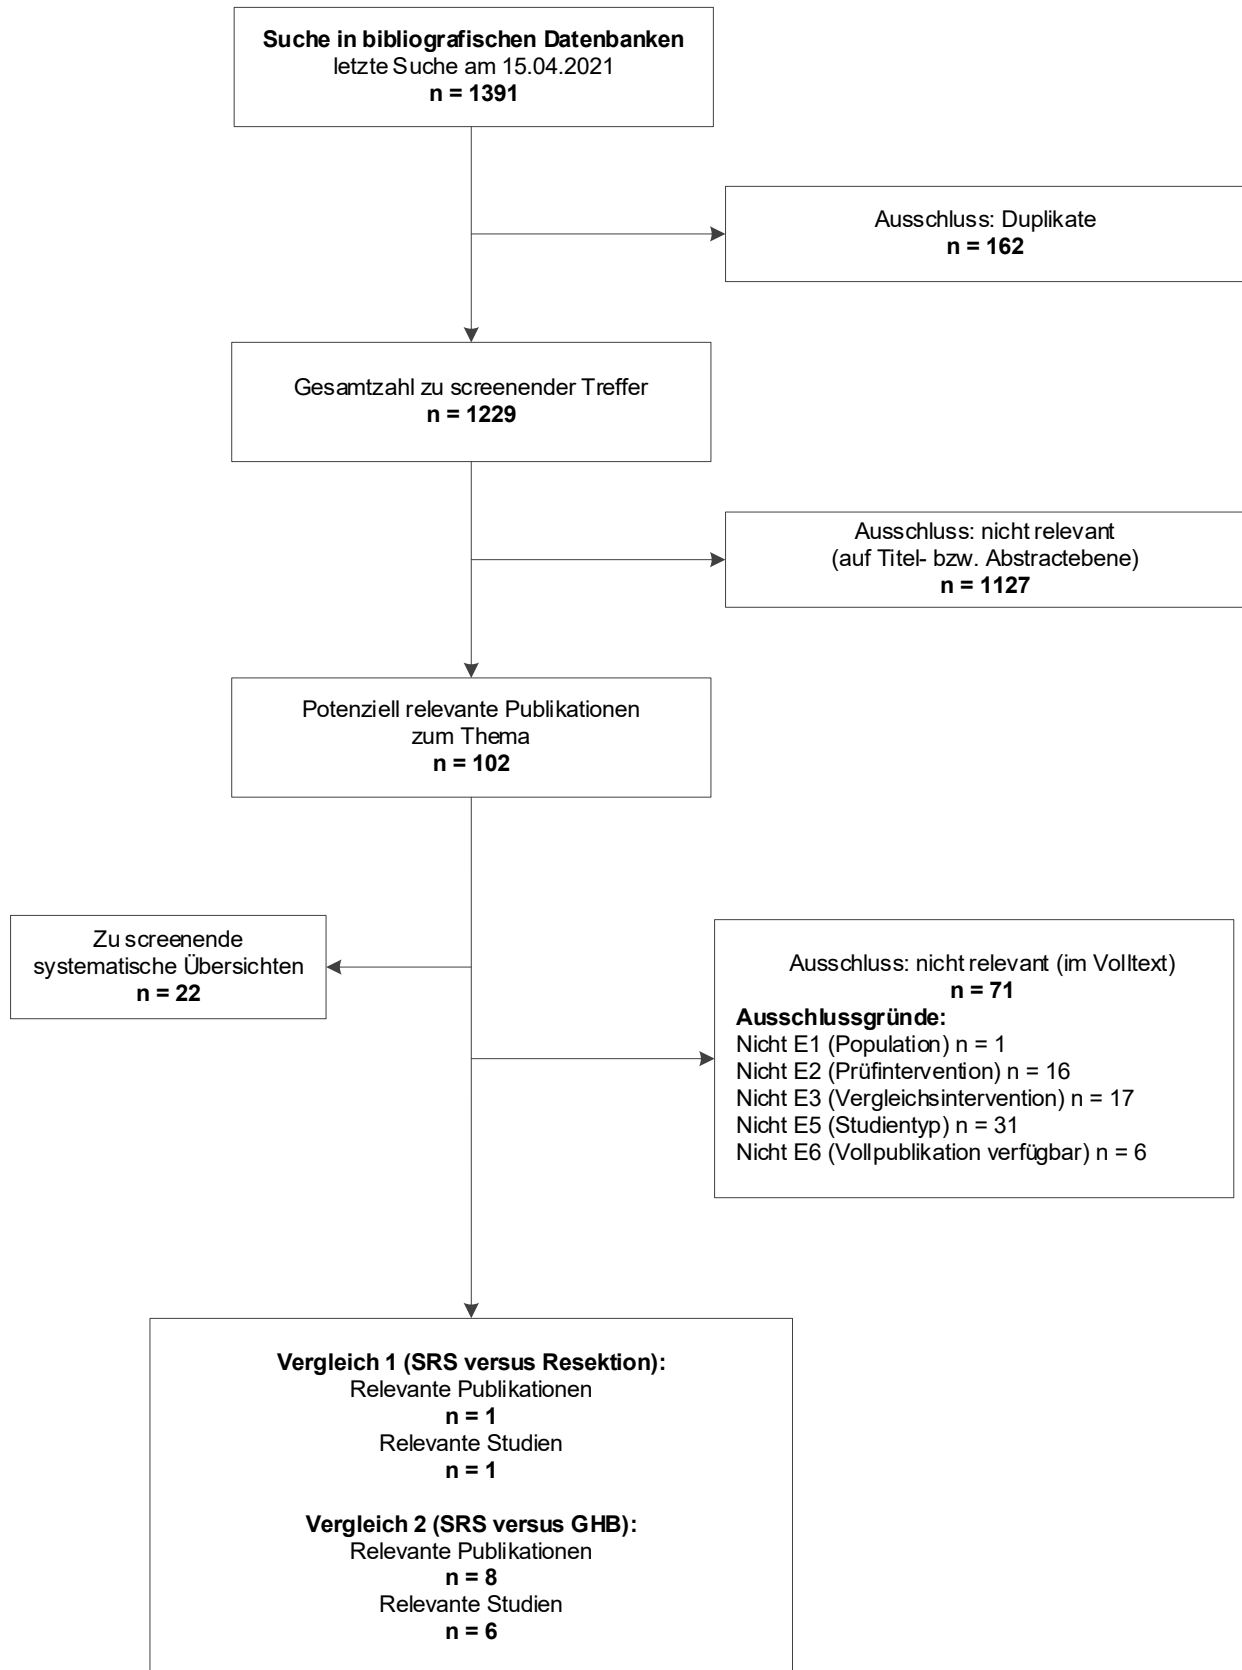 Suche in bibliografischen Datenbanken
letzte Suche am 15.04.2021
n = 1391
Ausschluss: Duplikate
n = 162
Gesamtzahl zu screenender Treffer
n = 1229
Ausschluss: nicht relevant
(auf Titel- bzw. Abstractebene)
n = 1127
Potenziell relevante Publikationen
zum Thema
n = 102
Zu screenende
systematische Übersichten
n = 22
Ausschluss: nicht relevant (im Volltext)
n = 71
Ausschlussgründe:
Nicht E1 (Population) n = 1
Nicht E2 (Prüfintervention) n = 16
Nicht E3 (Vergleichsintervention) n = 17
Nicht E5 (Studientyp) n = 31
Nicht E6 (Vollpublikation verfügbar) n = 6
Vergleich 1 (SRS versus Resektion):
Relevante Publikationen
n = 1
Relevante Studien
n = 1
Vergleich 2 (SRS versus GHB):
Relevante Publikationen
n = 8
Relevante Studien
n = 6